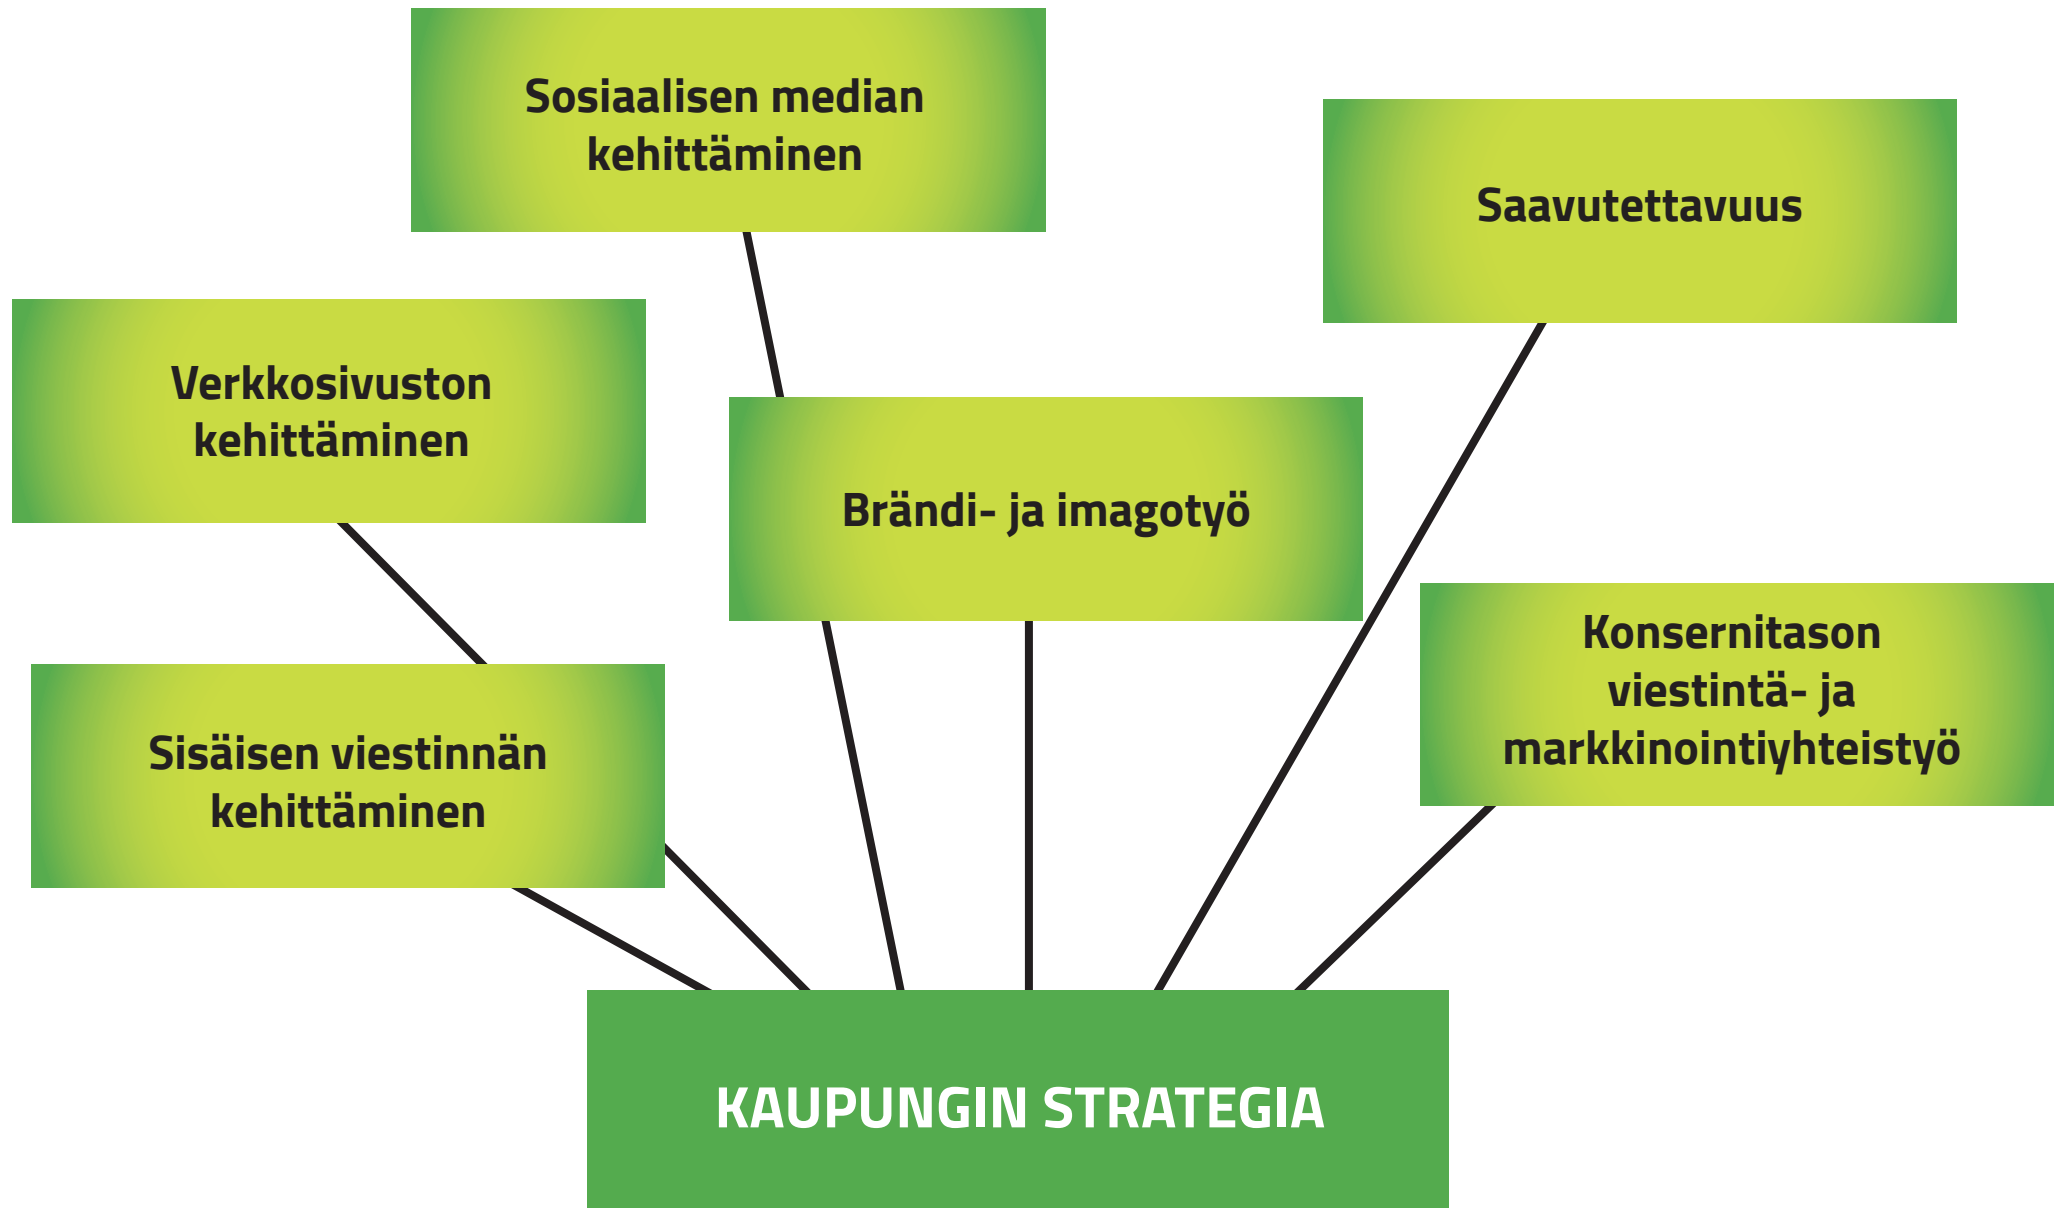 Sosiaalisen median
kehittäminen
Saavutettavuus
Verkkosivuston
kehittäminen
Brändi- ja imagotyö
Konsernitason
viestintä- ja
markkinointiyhteistyö
Sisäisen viestinnän
kehittäminen
KAUPUNGIN STRATEGIA